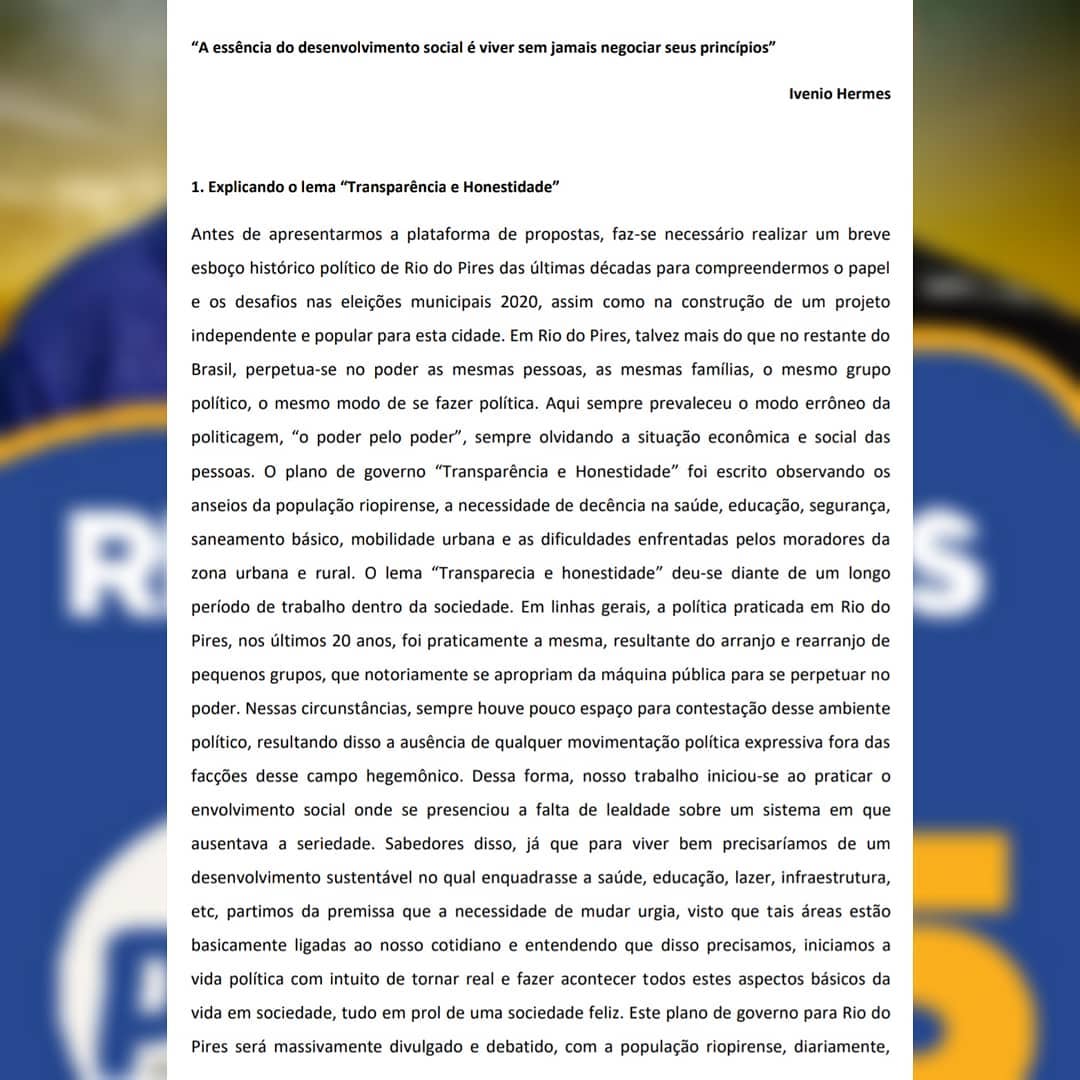 “A essência do desenvolvimento social é viver sem jamais negociar seus princípios”
Ivenio Hermes
1. Explicando o lema “Transparência e Honestidade”
Antes de apresentarmos a plataforma de propostas, faz-se necessário realizar um breve
esboço histórico político de Rio do Pires das últimas décadas para compreendermos o papel
e os desafios nas eleições municipais 2020, assim como na construção de um projeto
independente e popular para esta cidade. Em Rio do Pires, talvez mais do que no restante do
Brasil, perpetua-se no poder as mesmas pessoas, as mesmas famílias, o mesmo grupo
político, o mesmo modo de se fazer política. Aqui sempre prevaleceu o modo errôneo da
politicagem, “o poder pelo poder”, sempre olvidando a situação econômica e social das
pessoas. O plano de governo “Transparência e Honestidade” foi escrito observando os
anseios da população riopirense, a necessidade de decência na saúde, educação, segurança,
saneamento básico, mobilidade urbana e as dificuldades enfrentadas pelos moradores da
zona urbana e rural. O lema “Transparecia e honestidade” deu-se diante de um longo
período de trabalho dentro da sociedade. Em linhas gerais, a política praticada em Rio do
Pires, nos últimos 20 anos, foi praticamente a mesma, resultante do arranjo e rearranjo de
pequenos grupos, que notoriamente se apropriam da máquina pública para se perpetuar no
poder. Nessas circunstâncias, sempre houve pouco espaço para contestação desse ambiente
político, resultando disso a ausência de qualquer movimentação política expressiva fora das
facções desse campo hegemônico. Dessa forma, nosso trabalho iniciou-se ao praticar o
envolvimento social onde se presenciou a falta de lealdade sobre um sistema em que
ausentava a seriedade. Sabedores disso, já que para viver bem precisaríamos de um
desenvolvimento sustentável no qual enquadrasse a saúde, educação, lazer, infraestrutura,
etc, partimos da premissa que a necessidade de mudar urgia, visto que tais áreas estão
basicamente ligadas ao nosso cotidiano e entendendo que disso precisamos, iniciamos a
vida política com intuito de tornar real e fazer acontecer todos estes aspectos básicos da
vida em sociedade, tudo em prol de uma sociedade feliz. Este plano de governo para Rio do
Pires será massivamente divulgado e debatido, com a população riopirense, diariamente,